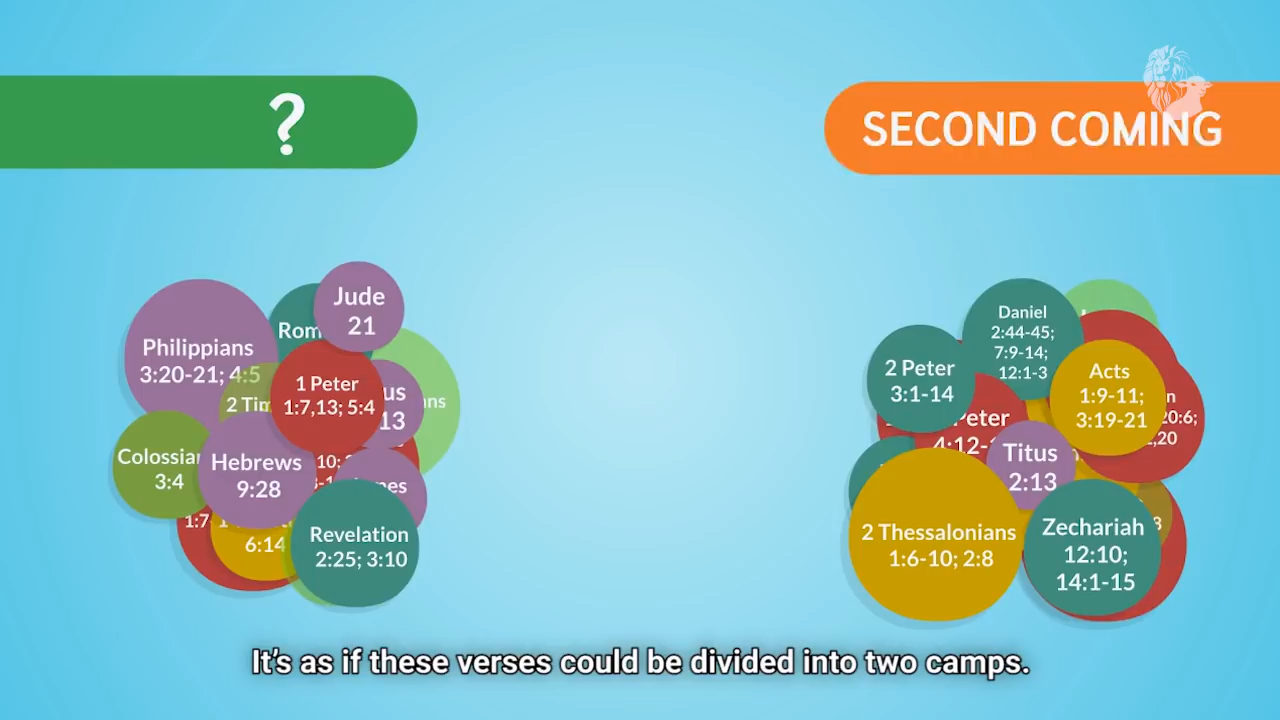 ?
SECOND COMING
Jude
21
Philippians
3:20-21; 4:5
1 Peter
1:7,13; 5:4
2 Tim
Hebrews
9:28
3:4
6:14
Revelation
2:25; 3:10
Daniel
2:44-45;
7:9-14;
12:1-3
2 Peter
3:1-14
Acts
1:9-11;
3:19-21
Titus
2:13
2 Thessalonians
1:6-10; 2:8
Zechariah
12:10;
14:1-15
It's as if these verses could be divided into two camps.